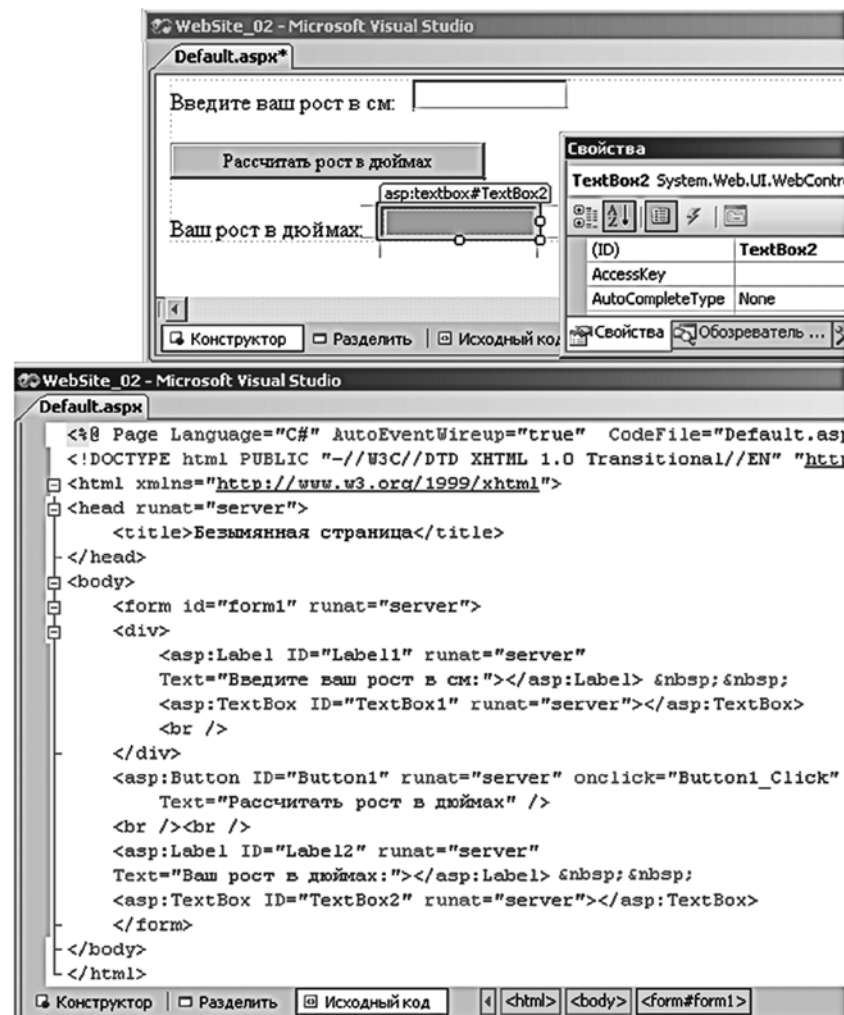 WebSite_02 – Microsoft Visual Studio
Default.aspx*
Введите ваш рост в см:
Рассчитать рост в дюймах
asp:textbox#TextBox2
Ваш рост в дюймах:
Конструктор Разделить Исходный код
Свойства
TextBox2 System.Web.UI.WebContr
(ID) TextBox2
AccessKey
AutoCompleteType None
Свойства Обозреватель ...
WebSite_02 – Microsoft Visual Studio
Default.aspx
<%@ Page Language="C#" AutoEventWireup="true" CodeFile="Default.asp
<!DOCTYPE html PUBLIC "-//W3C//DTD XHTML 1.0 Transitional//EN" "http
<html xmlns="http://www.w3.org/1999/xhtml">
<head runat="server">
<title>Безымянная страница</title>
</head>
<body>
<form id="form1" runat="server">
<div>
<asp:Label ID="Label1" runat="server"
Text="Введите ваш рост в см:"></asp:Label> &nbsp;&nbsp;
<asp:TextBox ID="TextBox1" runat="server"></asp:TextBox>
<br />
</div>
<asp:Button ID="Button1" runat="server" onclick="Button1_Click"
Text="Рассчитать рост в дюймах" />
<br /><br />
<asp:Label ID="Label2" runat="server"
Text="Ваш рост в дюймах:"></asp:Label> &nbsp;&nbsp;
<asp:TextBox ID="TextBox2" runat="server"></asp:TextBox>
</form>
</body>
</html>
Конструктор Разделить Исходный код <html> <body> <form#form1>